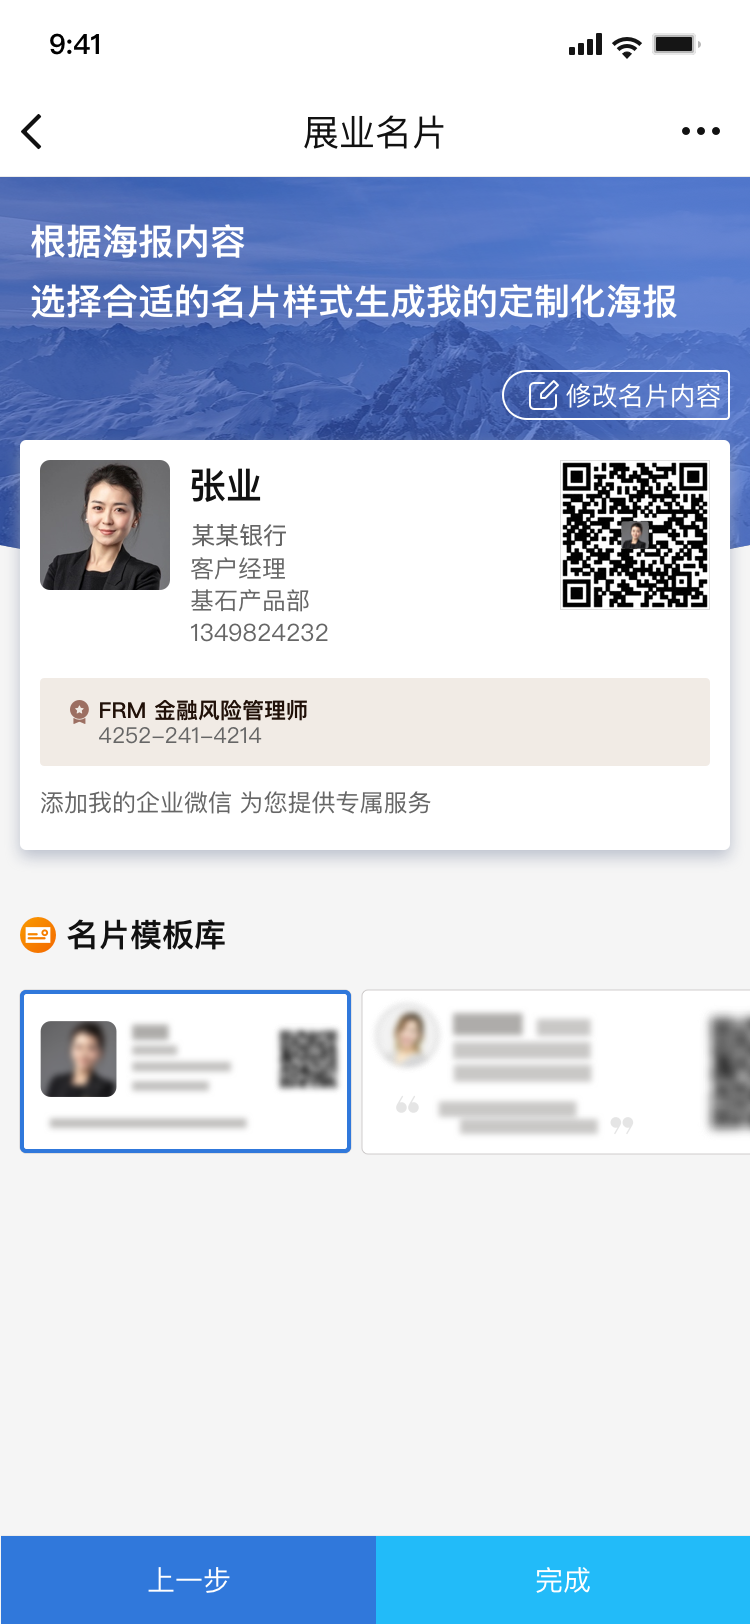 9:41
展业名片
根据海报内容
选择合适的名片样式生成我的定制化海报
修改名片内容
张业
某某银行
客户经理
基石产品部
1349824232
FRM 金融风险管理师
4252-241-4214
添加我的企业微信 为您提供专属服务
名片模板库
上一步
完成